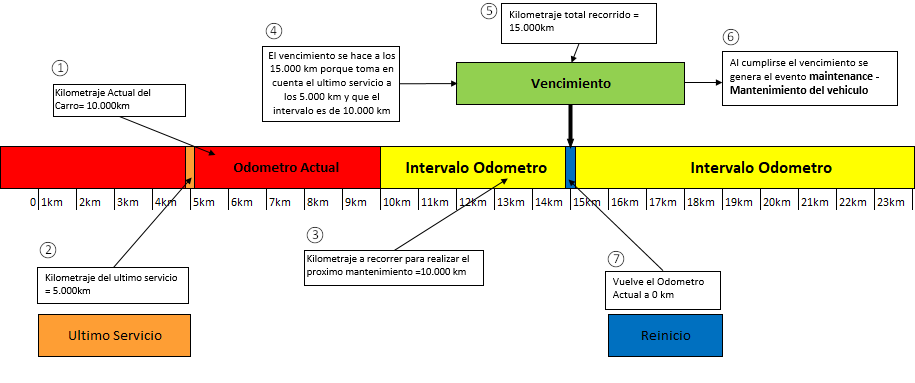 ①
Kilometraje Actual del
Carro= 10.000km
④
El vencimiento se hace a los
15.000 km porque toma en
cuenta el ultimo servicio a
los 5.000 km y que el
intervalo es de 10.000 km
⑤
Kilometraje total recorrido =
15.000km
Vencimiento
⑥
Al cumplirse el vencimiento se
genera el evento maintenance -
Mantenimiento del vehiculo
Odometro Actual
Intervalo Odometro
Intervalo Odometro
0 1km 2km 3km 4km 5km 6km 7km 8km 9km 10km 11km 12km 13km 14km 15km 16km 17km 18km 19km 20km 21km 22km 23km
②
Kilometraje del ultimo servicio
= 5.000km
Ultimo Servicio
③
Kilometraje a recorrer para realizar el
proximo mantenimiento =10.000 km
⑦
Vuelve el Odometro
Actual a 0 km
Reinicio